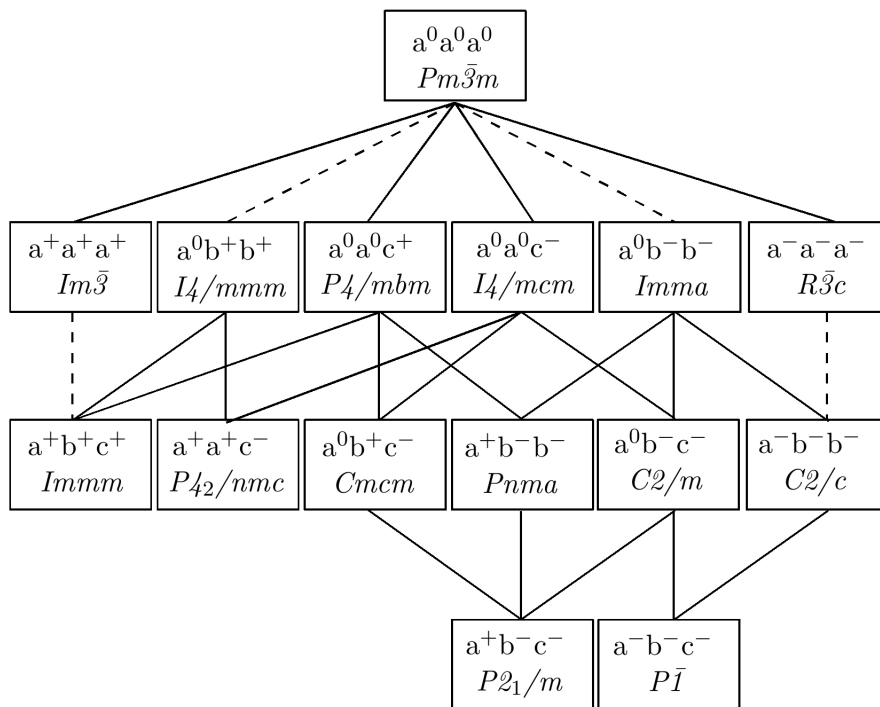 a⁰a⁰a⁰
Pm3̄m
a⁺a⁺a⁺
Im3̄
a⁰b⁺b⁺
I4/mmm
a⁰a⁰c⁺
P4/mbm
a⁰a⁰c⁻
I4/mcm
a⁰b⁻b⁻
Imma
a⁻a⁻a⁻
R3̄c
a⁺b⁺c⁺
Immm
a⁺a⁺c⁻
P4₂/nmc
a⁰b⁺c⁻
Cmcm
a⁺b⁻b⁻
Pnma
a⁰b⁻c⁻
C2/m
a⁻b⁻b⁻
C2/c
a⁺b⁻c⁻
P2₁/m
a⁻b⁻c⁻
P1̄